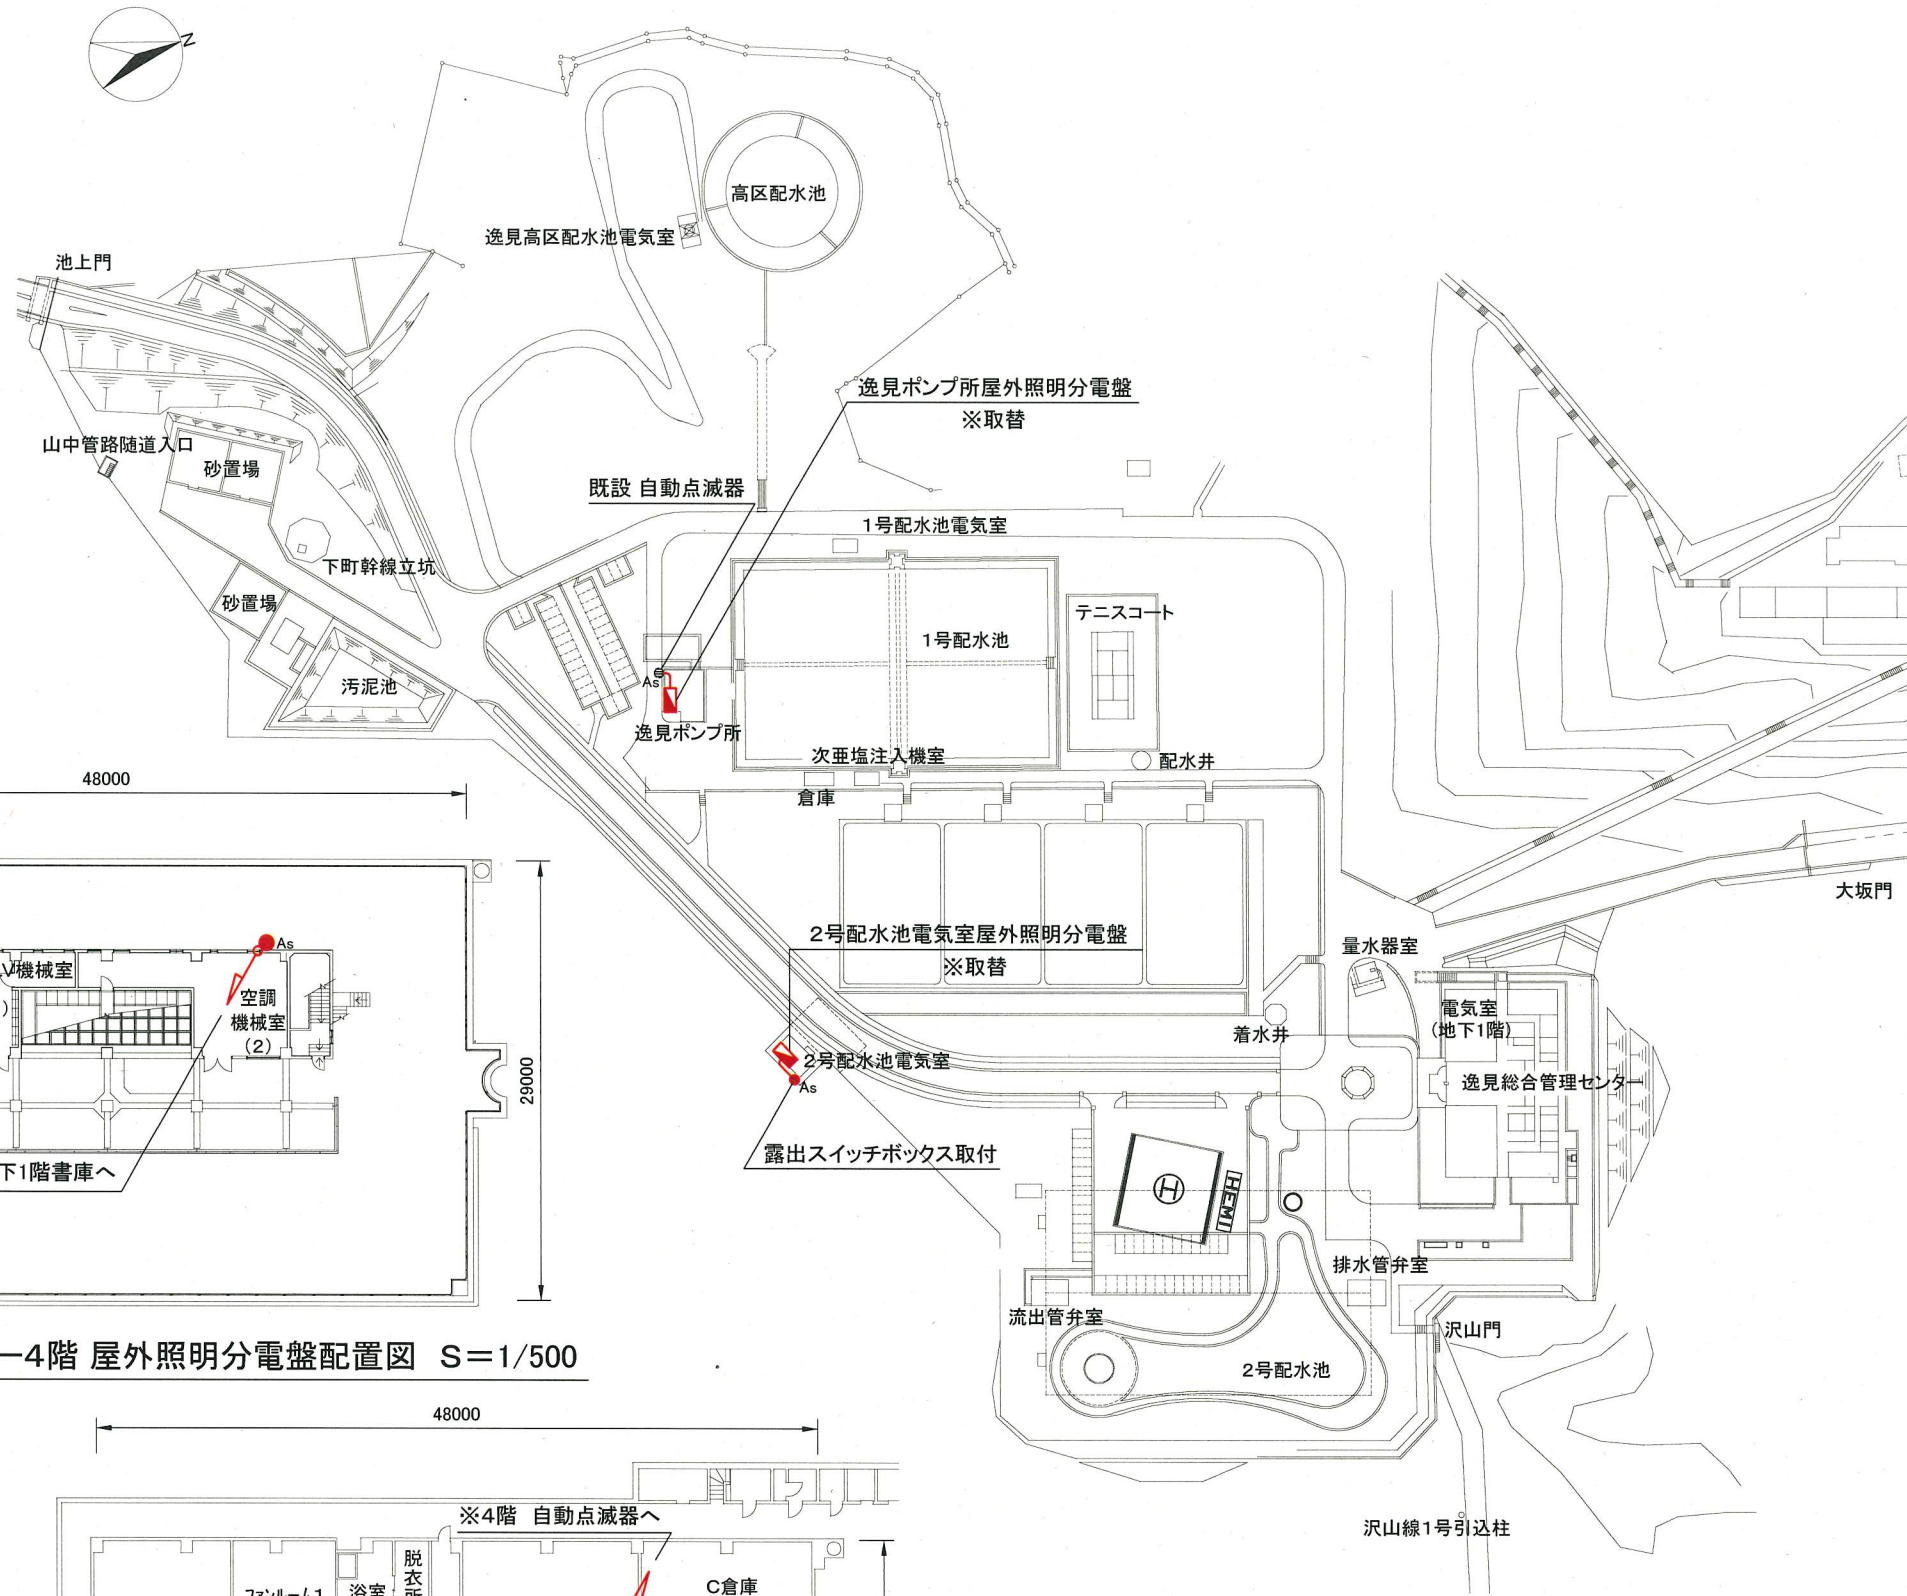 N
高区配水池
逸見高区配水池電気室
池上門
逸見ポンプ所屋外照明分電盤
※取替
山中管路随道入口
砂置場
既設 自動点滅器
1号配水池電気室
下町幹線立坑
砂置場
テニスコート
1号配水池
As
汚泥池
逸見ポンプ所
次亜塩注入機室
配水井
倉庫
48000
大坂門
2号配水池電気室屋外照明分電盤
※取替
量水器室
As
機械室
空調
機械室
(2)
電気室
(地下1階)
着水井
2号配水池電気室
As
逸見総合管理センター
29000
露出スイッチボックス取付
下1階書庫へ
H
HEMI
排水管弁室
流出管弁室
沢山門
ー4階 屋外照明分電盤配置図 S=1/500
2号配水池
48000
※4階 自動点滅器へ
沢山線1号引込柱
脱衣所
C倉庫
ファンルーム1
浴室